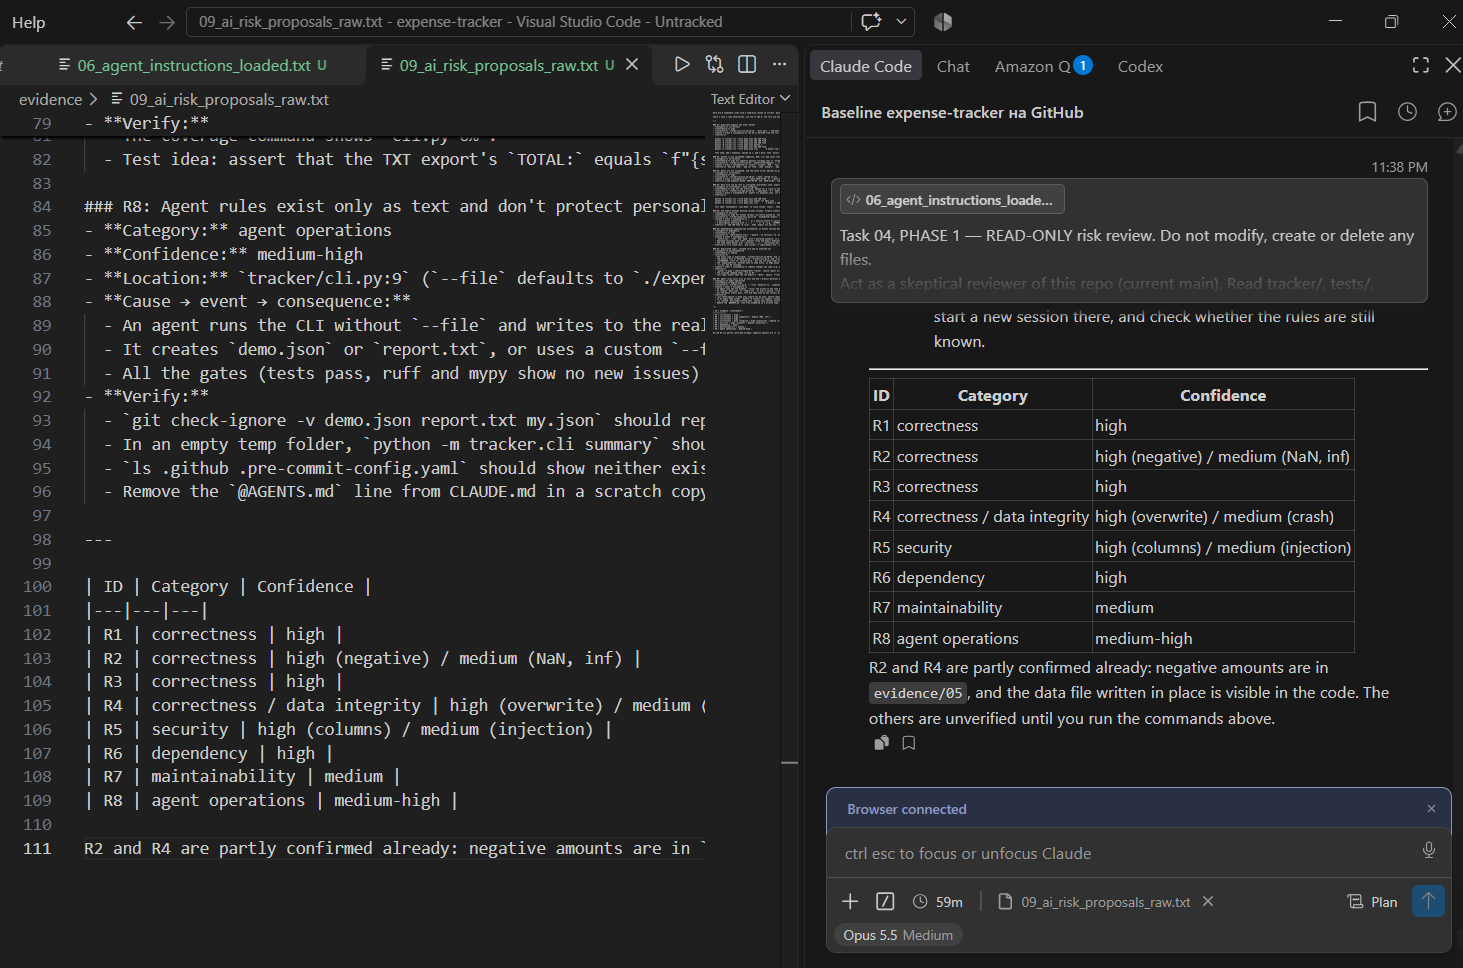 Help
09_ai_risk_proposals_raw.txt - expense-tracker - Visual Studio Code - Untracked
06_agent_instructions_loaded.txt U
09_ai_risk_proposals_raw.txt U
evidence > 09_ai_risk_proposals_raw.txt
Text Editor
79 - **Verify:**
82 - Test idea: assert that the TXT export's `TOTAL:` equals `f"{s
83
84 ### R8: Agent rules exist only as text and don't protect personal
85 - **Category:** agent operations
86 - **Confidence:** medium-high
87 - **Location:** `tracker/cli.py:9` (`--file` defaults to `./expen
88 - **Cause → event → consequence:**
89 - An agent runs the CLI without `--file` and writes to the real
90 - It creates `demo.json` or `report.txt`, or uses a custom `--f
91 - All the gates (tests pass, ruff and mypy show no new issues)
92 - **Verify:**
93 - `git check-ignore -v demo.json report.txt my.json` should rep
94 - In an empty temp folder, `python -m tracker.cli summary` shou
95 - `ls .github .pre-commit-config.yaml` should show neither exis
96 - Remove the `@AGENTS.md` line from CLAUDE.md in a scratch copy
97
98 ---
99
100 | ID | Category | Confidence |
101 |---|---|---|
102 | R1 | correctness | high |
103 | R2 | correctness | high (negative) / medium (NaN, inf) |
104 | R3 | correctness | high |
105 | R4 | correctness / data integrity | high (overwrite) / medium (
106 | R5 | security | high (columns) / medium (injection) |
107 | R6 | dependency | high |
108 | R7 | maintainability | medium |
109 | R8 | agent operations | medium-high |
110
111 R2 and R4 are partly confirmed already: negative amounts are in `
Claude Code Chat Amazon Q 1 Codex
Baseline expense-tracker на GitHub
11:38 PM
06_agent_instructions_loade...
Task 04, PHASE 1 — READ-ONLY risk review. Do not modify, create or delete any
files.
Act as a skeptical reviewer of this repo (current main). Read tracker/, tests/,
start a new session there, and check whether the rules are still
known.
ID Category Confidence
R1 correctness high
R2 correctness high (negative) / medium (NaN, inf)
R3 correctness high
R4 correctness / data integrity high (overwrite) / medium (crash)
R5 security high (columns) / medium (injection)
R6 dependency high
R7 maintainability medium
R8 agent operations medium-high
R2 and R4 are partly confirmed already: negative amounts are in
evidence/05, and the data file written in place is visible in the code. The
others are unverified until you run the commands above.
Browser connected
ctrl esc to focus or unfocus Claude
59m
09_ai_risk_proposals_raw.txt
Plan
Opus 5.5 Medium